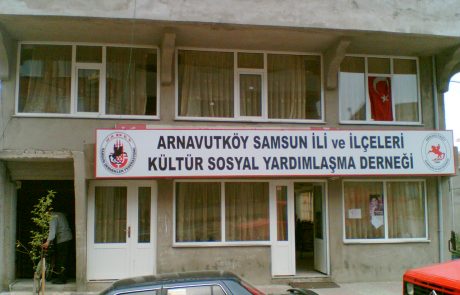 ARNAVUTKÖY SAMSUN İLİ ve İLÇELERİ
KÜLTÜR SOSYAL YARDIMLAŞMA DERNEĞİ